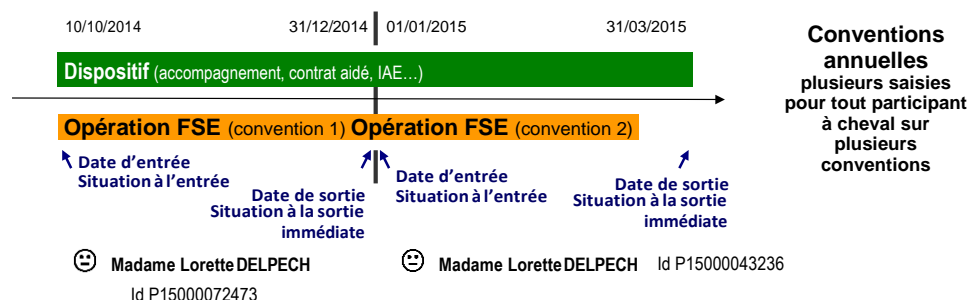 10/10/2014 31/12/2014 01/01/2015 31/03/2015
Dispositif (accompagnement, contrat aidé, IAE…)
Opération FSE (convention 1) Opération FSE (convention 2)
Date d'entrée
Situation à l'entrée
Date de sortie
Situation à la sortie
immédiate
Date d'entrée
Situation à l'entrée
Date de sortie
Situation à la sortie
immédiate
Madame Lorette DELPECH
Id P15000072473
Madame Lorette DELPECH Id P15000043236
Conventions
annuelles
plusieurs saisies
pour tout participant
à cheval sur
plusieurs
conventions